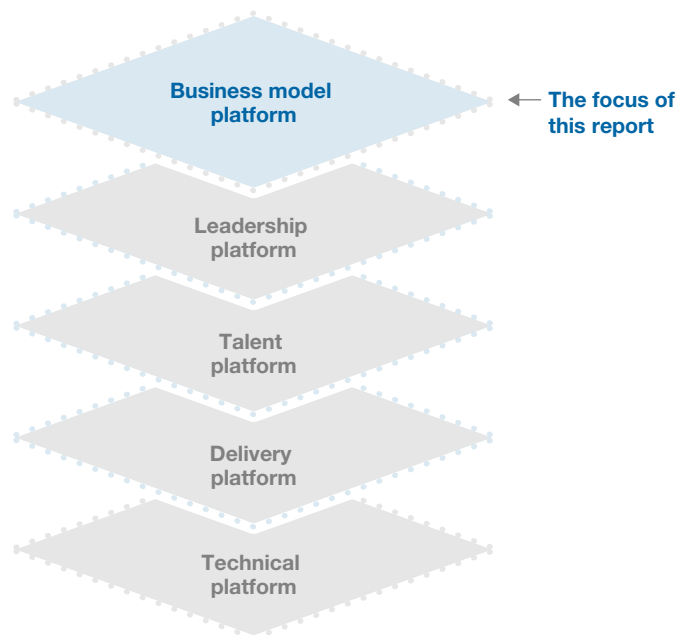 Business model
platform
The focus of
this report
Leadership
platform
Talent
platform
Delivery
platform
Technical
platform